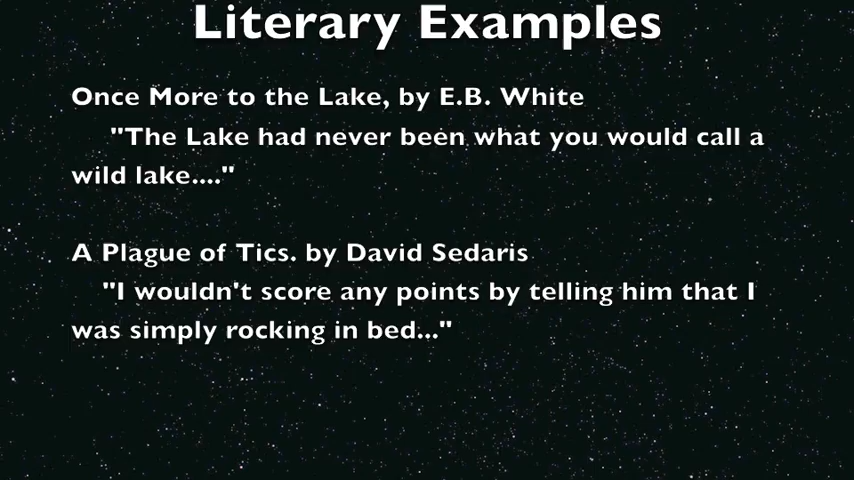 Literary Examples
Once More to the Lake, by E.B. White
"The Lake had never been what you would call a
wild lake...."
A Plague of Tics. by David Sedaris
"I wouldn't score any points by telling him that I
was simply rocking in bed..."